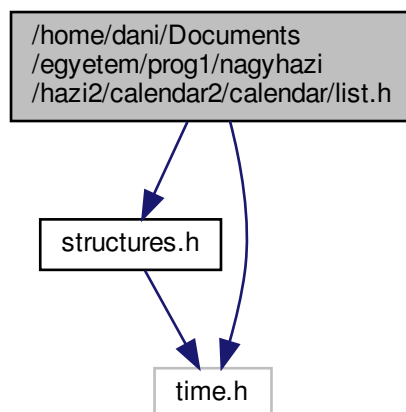 /home/dani/Documents
/egyetem/prog1/nagyhazi
/hazi2/calendar2/calendar/list.h
structures.h
time.h